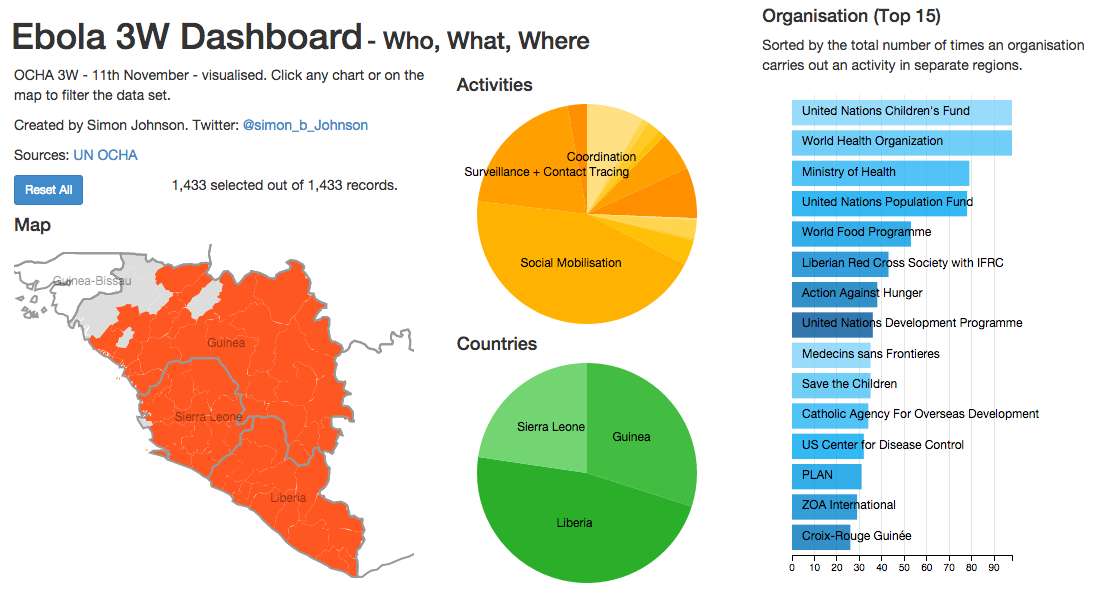 Ebola 3W Dashboard - Who, What, Where
OCHA 3W - 11th November - visualised. Click any chart or on the
map to filter the data set.
Created by Simon Johnson. Twitter: @simon_b_Johnson
Sources: UN OCHA
Reset All
1,433 selected out of 1,433 records.
Map
Guinea-Bissau
Guinea
Sierra Leone
Liberia
Activities
Coordination
Surveillance + Contact Tracing
Social Mobilisation
Countries
Sierra Leone
Guinea
Liberia
Organisation (Top 15)
Sorted by the total number of times an organisation
carries out an activity in separate regions.
United Nations Children's Fund
World Health Organization
Ministry of Health
United Nations Population Fund
World Food Programme
Liberian Red Cross Society with IFRC
Action Against Hunger
United Nations Development Programme
Medecins sans Frontieres
Save the Children
Catholic Agency For Overseas Development
US Center for Disease Control
PLAN
ZOA International
Croix-Rouge Guinée
0 10 20 30 40 50 60 70 80 90